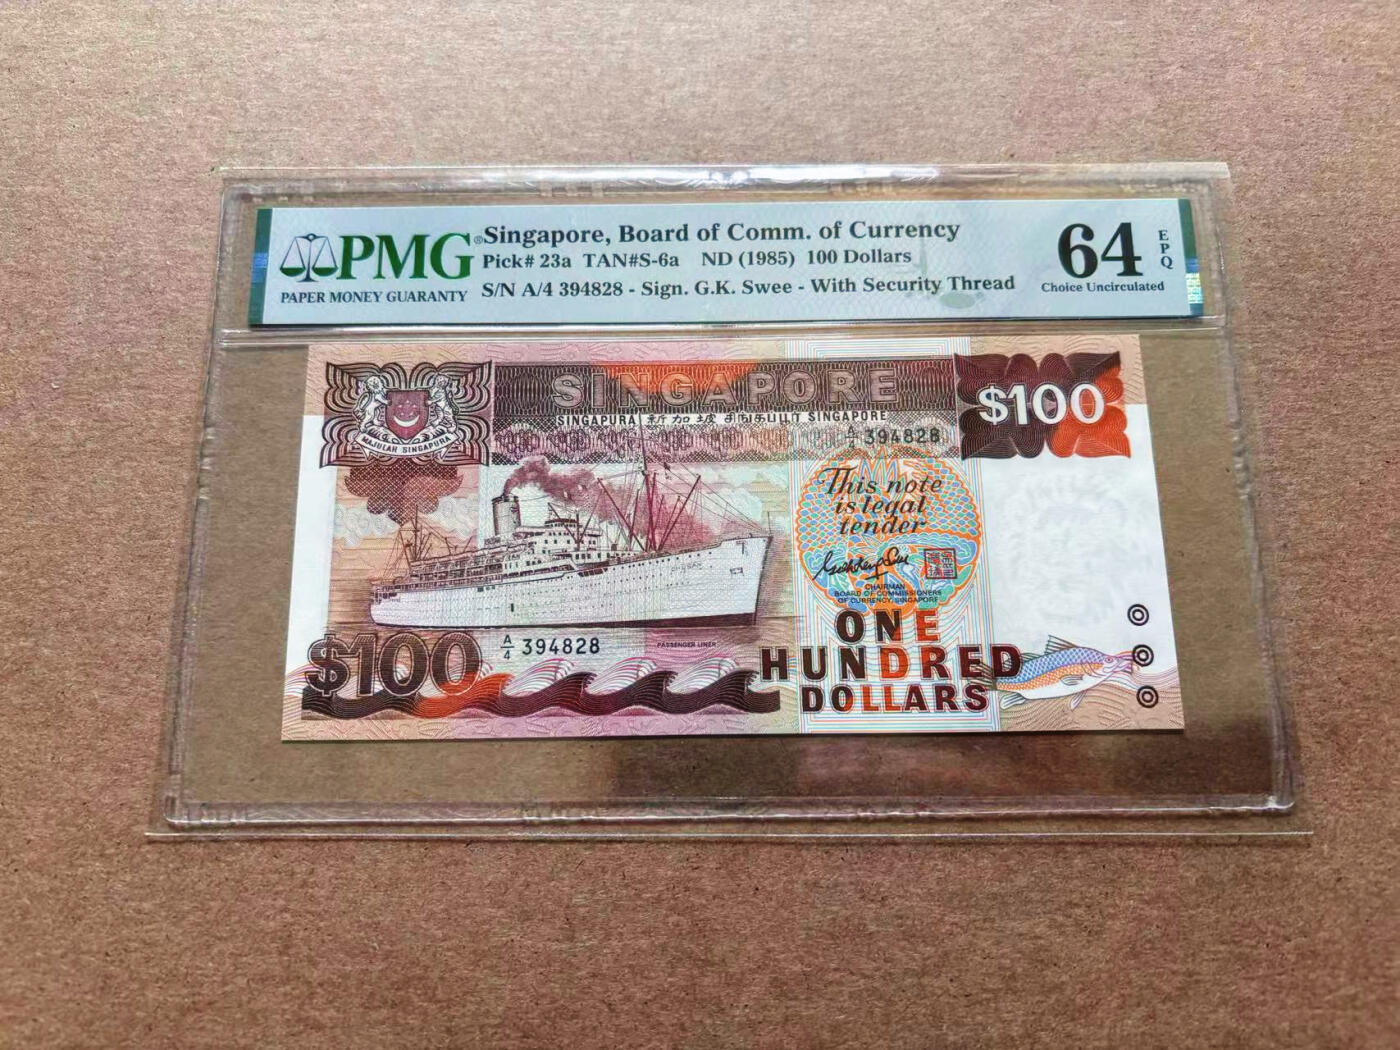 PMG®
PAPER MONEY GUARANTY
Singapore, Board of Comm. of Currency
Pick# 23a TAN#S-6a ND (1985) 100 Dollars
S/N A/4 394828 - Sign. G.K. Swee - With Security Thread
64
EPQ
Choice Uncirculated
MAJULAH SINGAPURA
SINGAPORE
SINGAPURA 新加坡 சிங்கப்பூர் SINGAPORE
A/4 394828
$100
This note
is legal
tender
CHAIRMAN
BOARD OF COMMISSIONERS
OF CURRENCY, SINGAPORE
$100
A/4 394828
PASSENGER LINER
ONE
HUNDRED
DOLLARS